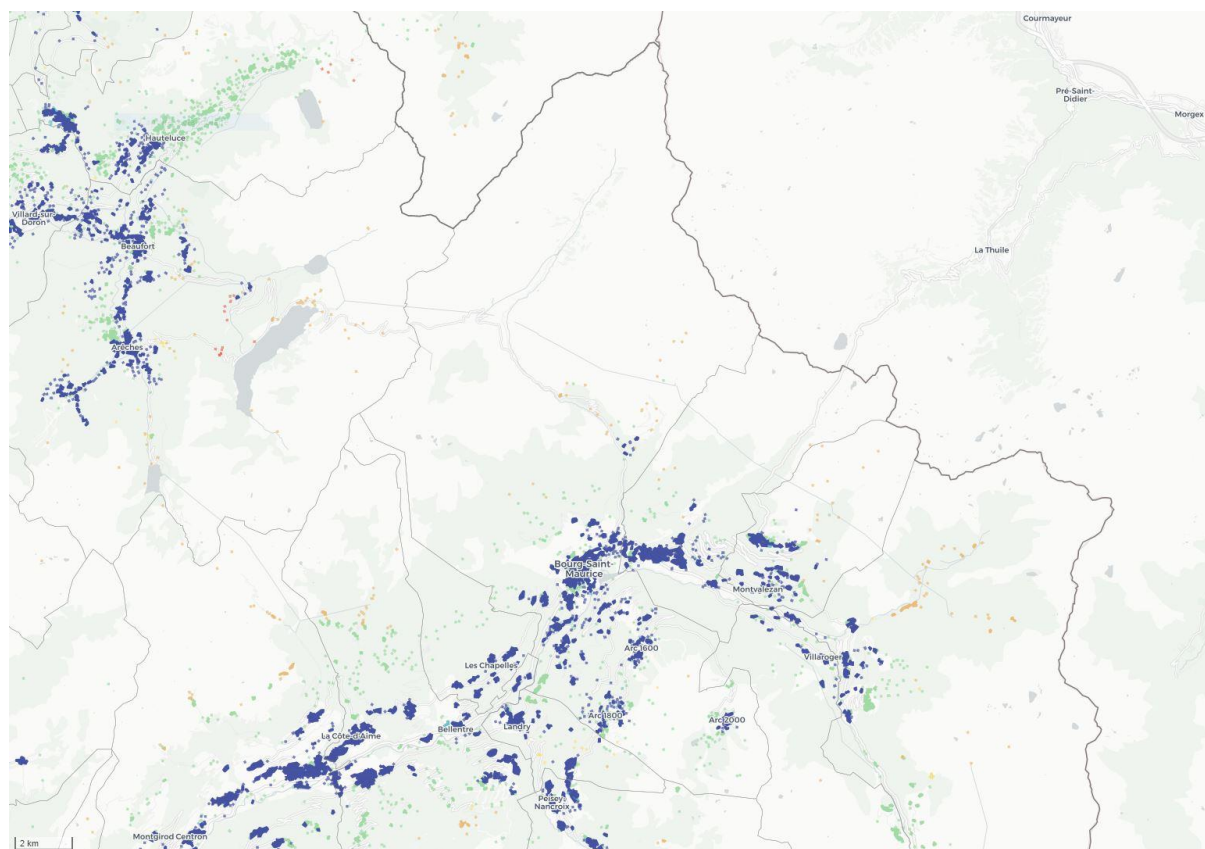 Courmayeur
Pré-Saint-
Didier
Morgex
Hauteluce
Villard-sur-
Doron
Beaufort
La Thuile
Arêches
Bourg-Saint-
Maurice
Montvalezan
Arc 1600
Villaroger
Les Chapelles
Arc 1800
Arc 2000
Landry
Bellentre
La Côte-d'Aime
Peisey
Nancroix
Montgirod Centron
2 km